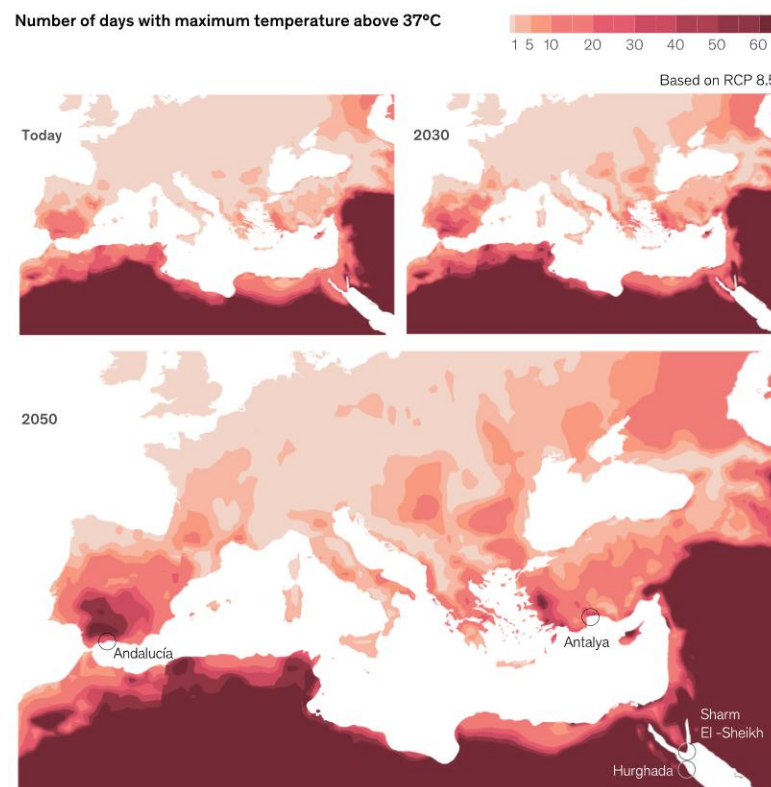 Number of days with maximum temperature above 37°C
1 5 10 20 30 40 50 60
Based on RCP 8.5
Today
2030
2050
Andalucía
Antalya
Sharm
El -Sheikh
Hurghada